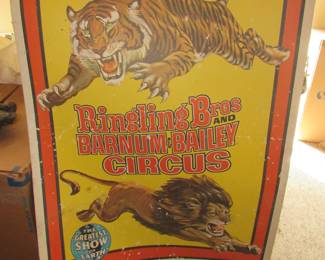 Ringling Bros
AND
BARNUM & BAILEY
CIRCUS
THE
GREATEST
SHOW
ON
EARTH